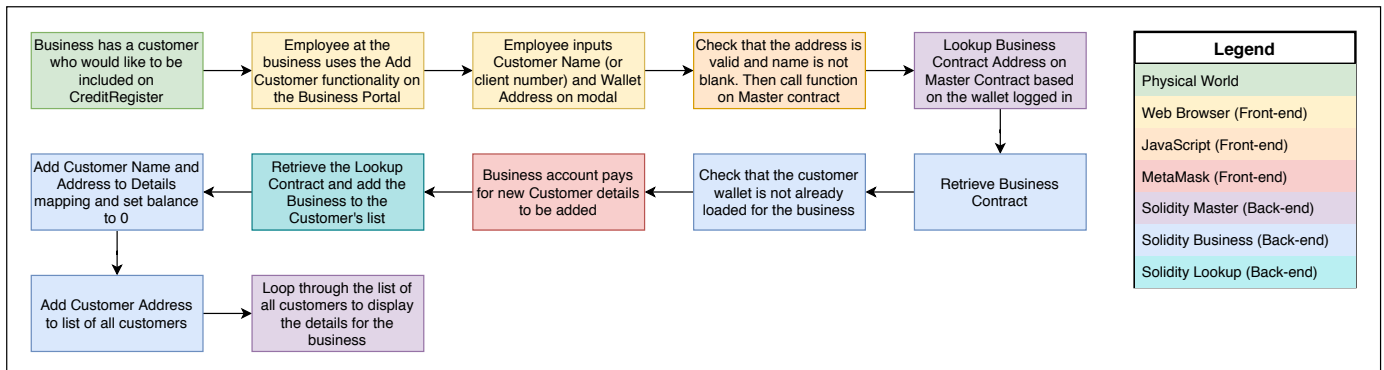 Business has a customer
who would like to be
included on
CreditRegister
Employee at the
business uses the Add
Customer functionality on
the Business Portal
Employee inputs
Customer Name (or
client number) and Wallet
Address on modal
Check that the address is
valid and name is not
blank. Then call function
on Master contract
Lookup Business
Contract Address on
Master Contract based
on the wallet logged in
Retrieve Business
Contract
Check that the customer
wallet is not already
loaded for the business
Business account pays
for new Customer details
to be added
Retrieve the Lookup
Contract and add the
Business to the
Customer's list
Add Customer Name and
Address to Details
mapping and set balance
to 0
Add Customer Address
to list of all customers
Loop through the list of
all customers to display
the details for the
business
Legend
Physical World
Web Browser (Front-end)
JavaScript (Front-end)
MetaMask (Front-end)
Solidity Master (Back-end)
Solidity Business (Back-end)
Solidity Lookup (Back-end)